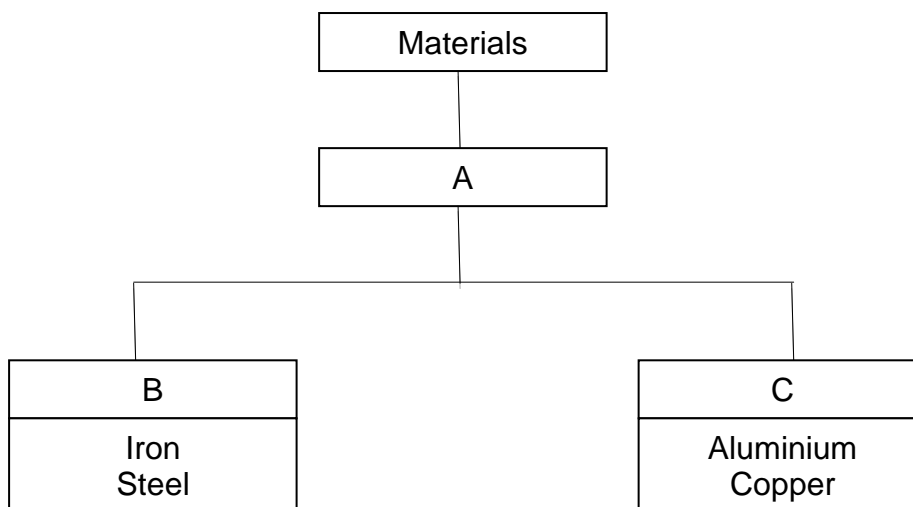 Materials
A
B
C
Iron
Steel
Aluminium
Copper